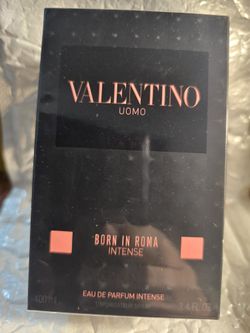 VALENTINO
UOMO
BORN IN ROMA
INTENSE
EAU DE PARFUM INTENSE